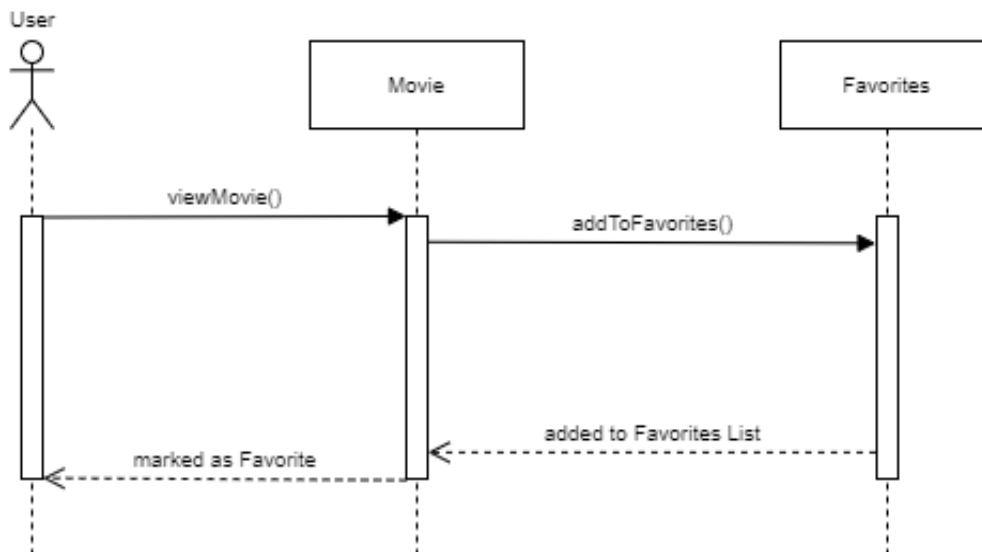 User
Movie
Favorites
viewMovie()
addToFavorites()
added to Favorites List
marked as Favorite